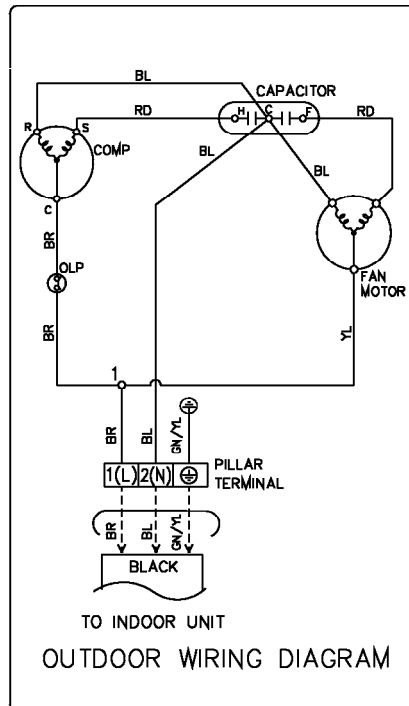 BL
CAPACITOR
R
S
RD
H
C
F
RD
COMP
BL
BL
C
BR
OLP
FAN
MOTOR
BR
YL
1
BR
BL
GN/YL
1(L)
2(N)
PILLAR
TERMINAL
BR
BL
GN/YL
BLACK
TO INDOOR UNIT
OUTDOOR WIRING DIAGRAM